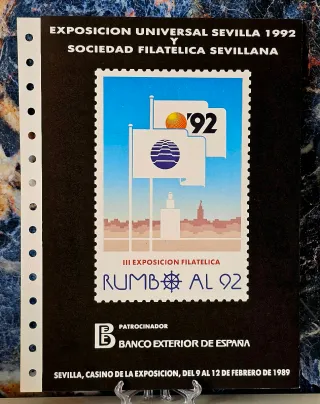 EXPOSICION UNIVERSAL SEVILLA 1992
Y
SOCIEDAD FILATELICA SEVILLANA
'92
III EXPOSICION FILATELICA
RUMBO AL 92
PATROCINADOR
BANCO EXTERIOR DE ESPAÑA
SEVILLA, CASINO DE LA EXPOSICION, DEL 9 AL 12 DE FEBRERO DE 1989